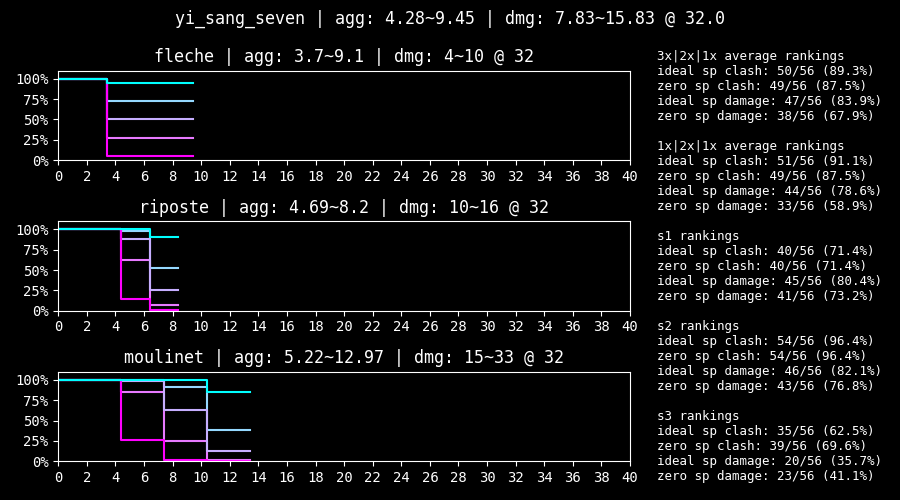 yi_sang_seven | agg: 4.28~9.45 | dmg: 7.83~15.83 @ 32.0
fleche | agg: 3.7~9.1 | dmg: 4~10 @ 32
100%
75%
50%
25%
0%
0 2 4 6 8 10 12 14 16 18 20 22 24 26 28 30 32 34 36 38 40
riposte | agg: 4.69~8.2 | dmg: 10~16 @ 32
100%
75%
50%
25%
0%
0 2 4 6 8 10 12 14 16 18 20 22 24 26 28 30 32 34 36 38 40
moulinet | agg: 5.22~12.97 | dmg: 15~33 @ 32
100%
75%
50%
25%
0%
0 2 4 6 8 10 12 14 16 18 20 22 24 26 28 30 32 34 36 38 40
3x|2x|1x average rankings
ideal sp clash: 50/56 (89.3%)
zero sp clash: 49/56 (87.5%)
ideal sp damage: 47/56 (83.9%)
zero sp damage: 38/56 (67.9%)
1x|2x|1x average rankings
ideal sp clash: 51/56 (91.1%)
zero sp clash: 49/56 (87.5%)
ideal sp damage: 44/56 (78.6%)
zero sp damage: 33/56 (58.9%)
s1 rankings
ideal sp clash: 40/56 (71.4%)
zero sp clash: 40/56 (71.4%)
ideal sp damage: 45/56 (80.4%)
zero sp damage: 41/56 (73.2%)
s2 rankings
ideal sp clash: 54/56 (96.4%)
zero sp clash: 54/56 (96.4%)
ideal sp damage: 46/56 (82.1%)
zero sp damage: 43/56 (76.8%)
s3 rankings
ideal sp clash: 35/56 (62.5%)
zero sp clash: 39/56 (69.6%)
ideal sp damage: 20/56 (35.7%)
zero sp damage: 23/56 (41.1%)